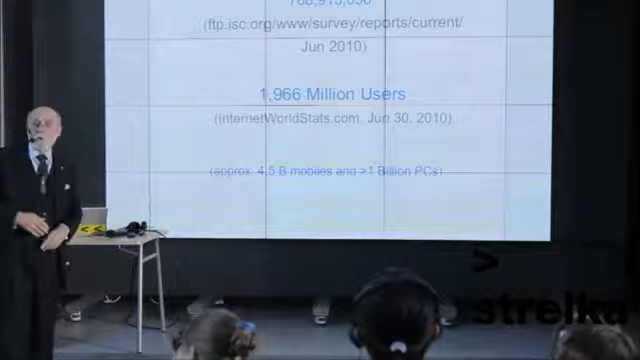 (ftp.isc.org/www/survey/reports/current/
Jun 2010)
1,966 Million Users
(InternetWorldStats.com, Jun 30, 2010)
(approx. 4.5 B mobiles and >1 Billion PCs)
>
strelka